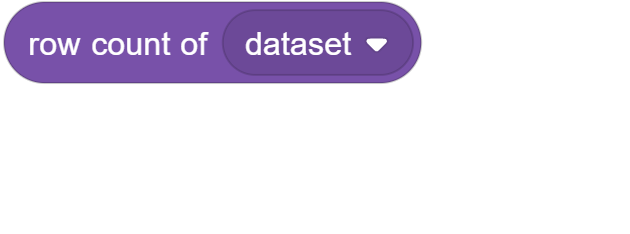 row count of dataset